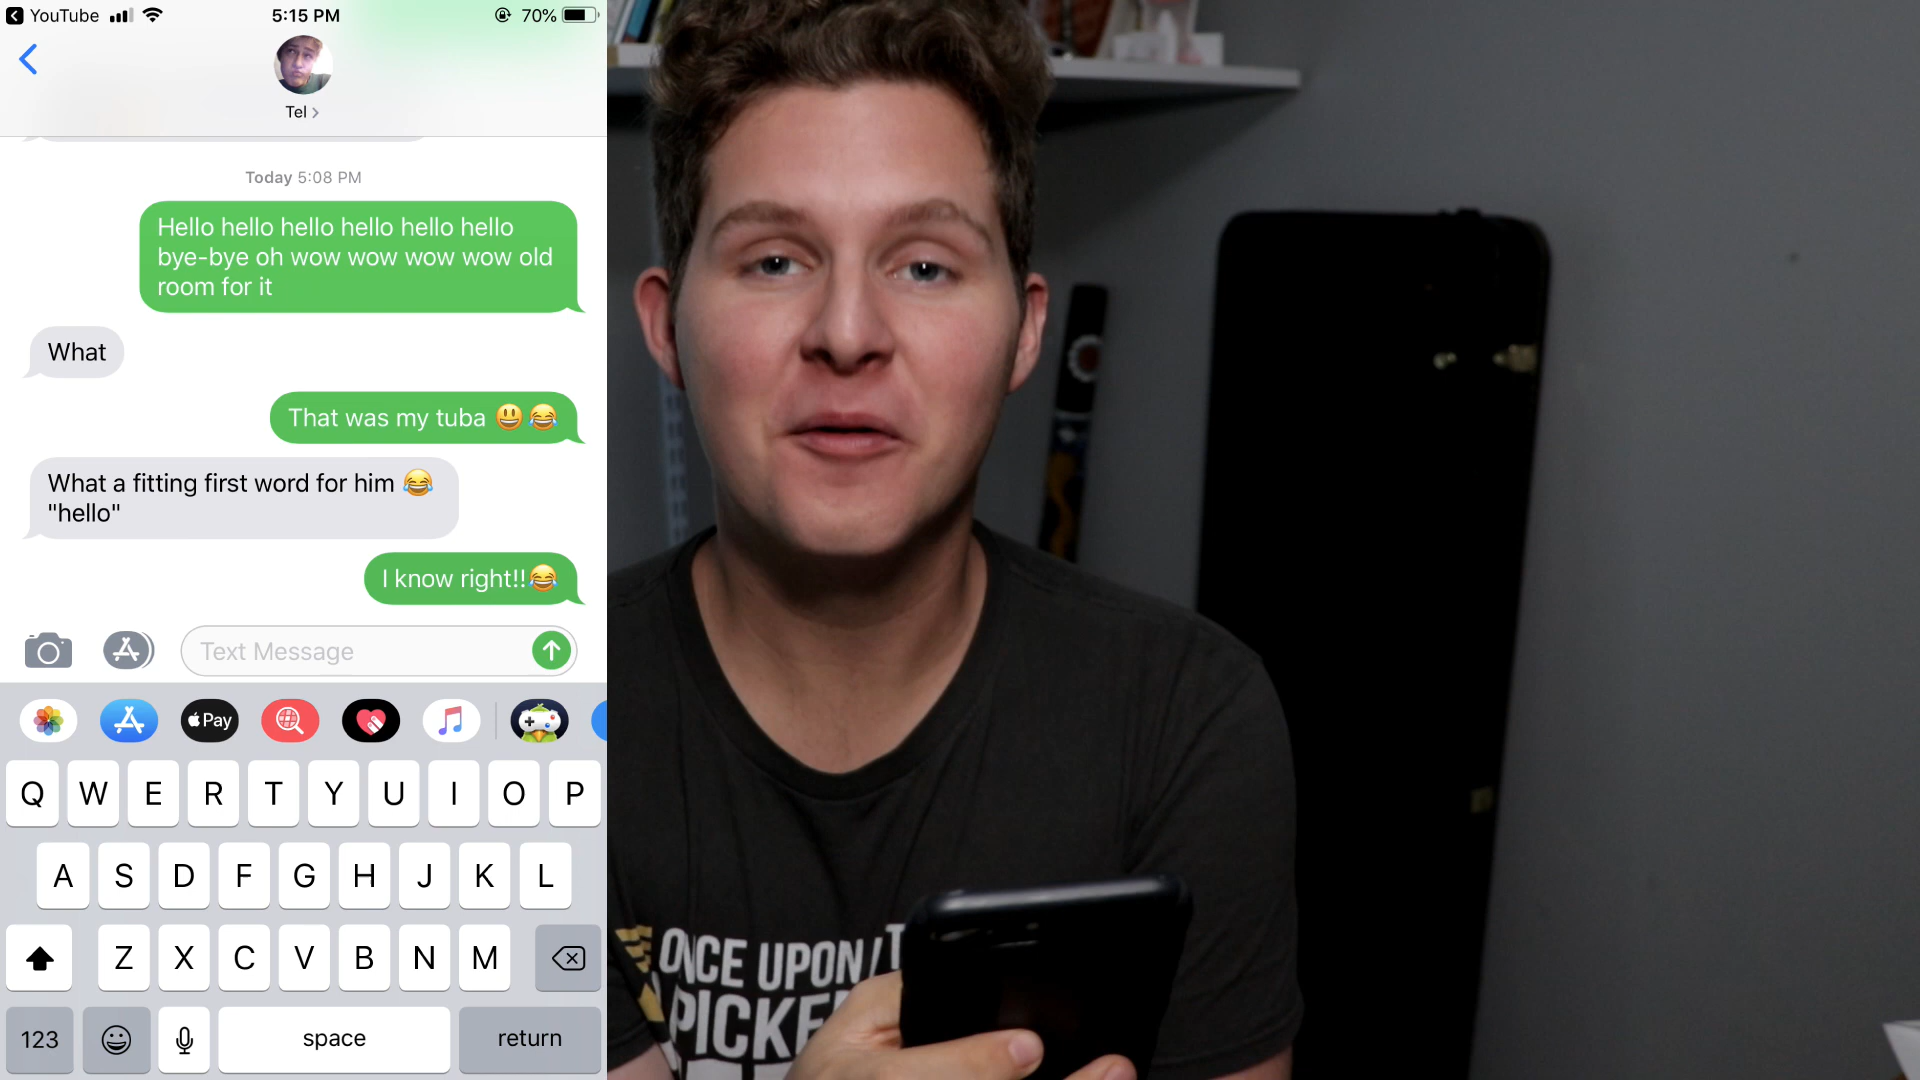 YouTube
5:15 PM
70%
Tel
Today 5:08 PM
Hello hello hello hello hello hello
bye-bye oh wow wow wow wow old
room for it
What
That was my tuba 😃 😂
What a fitting first word for him 😂
"hello"
I know right!!😂
Text Message
Pay
Q W E R T Y U I O P
A S D F G H J K L
Z X C V B N M
123
space
return
ONCE UPON
PICKE